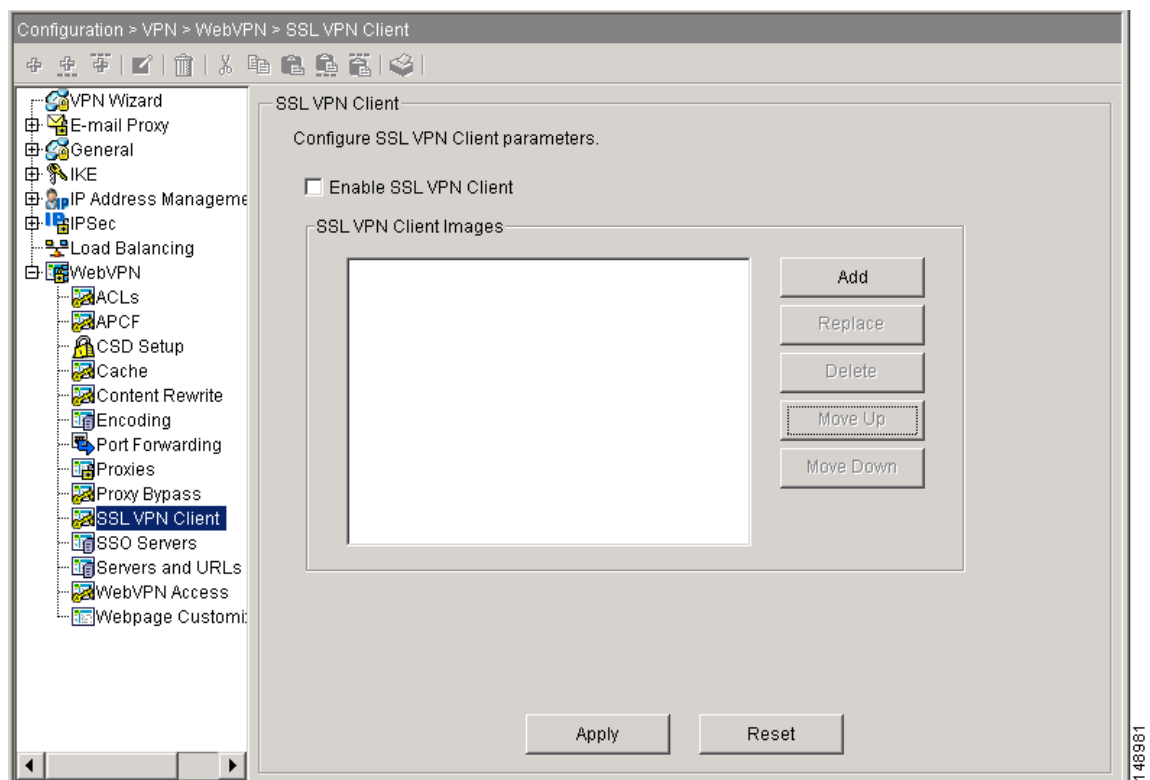 Configuration > VPN > WebVPN > SSL VPN Client
VPN Wizard
E-mail Proxy
General
IKE
IP Address Manageme
IPSec
Load Balancing
WebVPN
ACLs
APCF
CSD Setup
Cache
Content Rewrite
Encoding
Port Forwarding
Proxies
Proxy Bypass
SSL VPN Client
SSO Servers
Servers and URLs
WebVPN Access
Webpage Customi
SSL VPN Client
Configure SSL VPN Client parameters.
Enable SSL VPN Client
SSL VPN Client Images
Add
Replace
Delete
Move Up
Move Down
Apply
Reset
148981